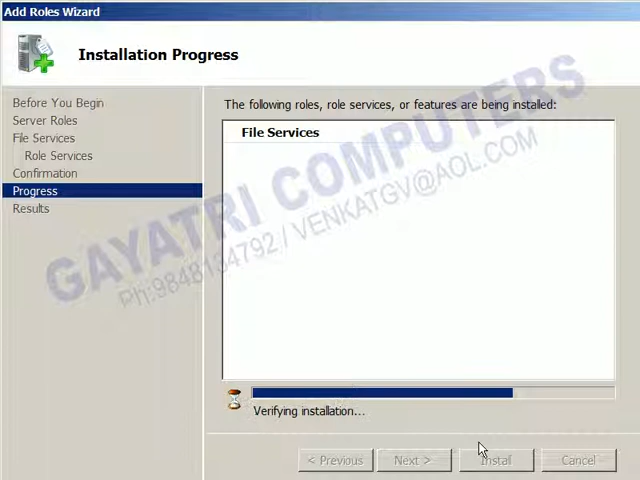 Add Roles Wizard
Installation Progress
Before You Begin
Server Roles
File Services
Role Services
Confirmation
Progress
Results
The following roles, role services, or features are being installed:
File Services
GAYATRI COMPUTERS
Ph:9848134792 / VENKATGV@AOL.COM
Verifying installation...
< Previous
Next >
Install
Cancel